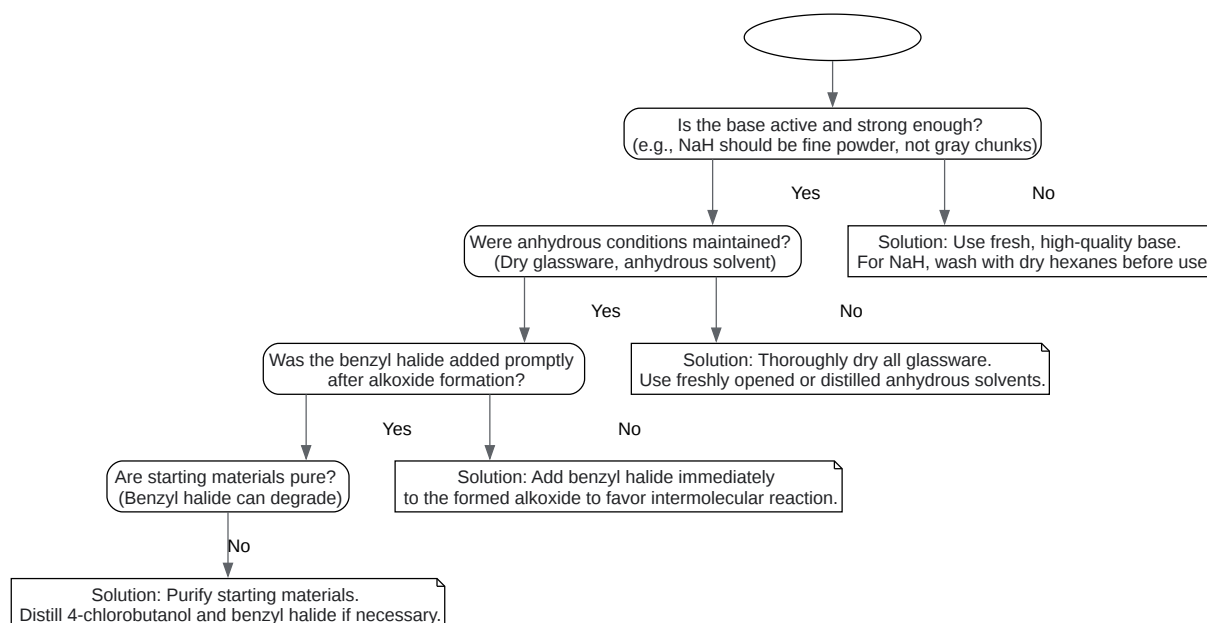 Is the base active and strong enough?
(e.g., NaH should be fine powder, not gray chunks)
Yes
No
Were anhydrous conditions maintained?
(Dry glassware, anhydrous solvent)
Solution: Use fresh, high-quality base.
For NaH, wash with dry hexanes before use
Yes
No
Was the benzyl halide added promptly
after alkoxide formation?
Solution: Thoroughly dry all glassware.
Use freshly opened or distilled anhydrous solvents.
Yes
No
Are starting materials pure?
(Benzyl halide can degrade)
Solution: Add benzyl halide immediately
to the formed alkoxide to favor intermolecular reaction.
No
Solution: Purify starting materials.
Distill 4-chlorobutanol and benzyl halide if necessary.